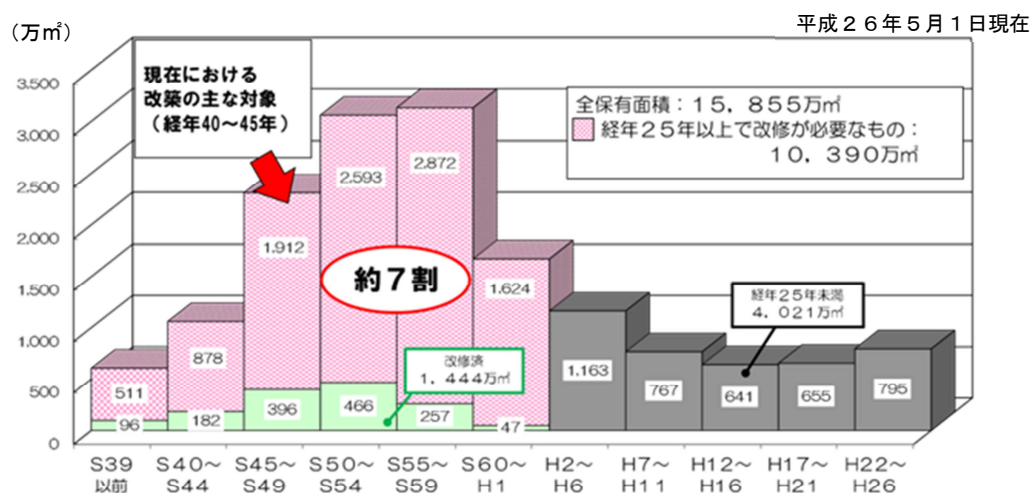 （万㎡）
平成２６年５月１日現在
現在における
改築の主な対象
（経年40～45年）
全保有面積：１５，８５５万㎡
経年２５年以上で改修が必要なもの：
１０，３９０万㎡
3.500
3.000
2.500
2.000
1.500
1.000
500
0
511
96
878
182
1.912
396
2.593
466
2.872
257
1.624
47
1.163
767
641
655
795
約７割
改修済
１，４４４万㎡
経年２５年未満
４，０２１万㎡
S39
以前
S40～
S44
S45～
S49
S50～
S54
S55～
S59
S60～
H1
H2～
H6
H7～
H11
H12～
H16
H17～
H21
H22～
H26